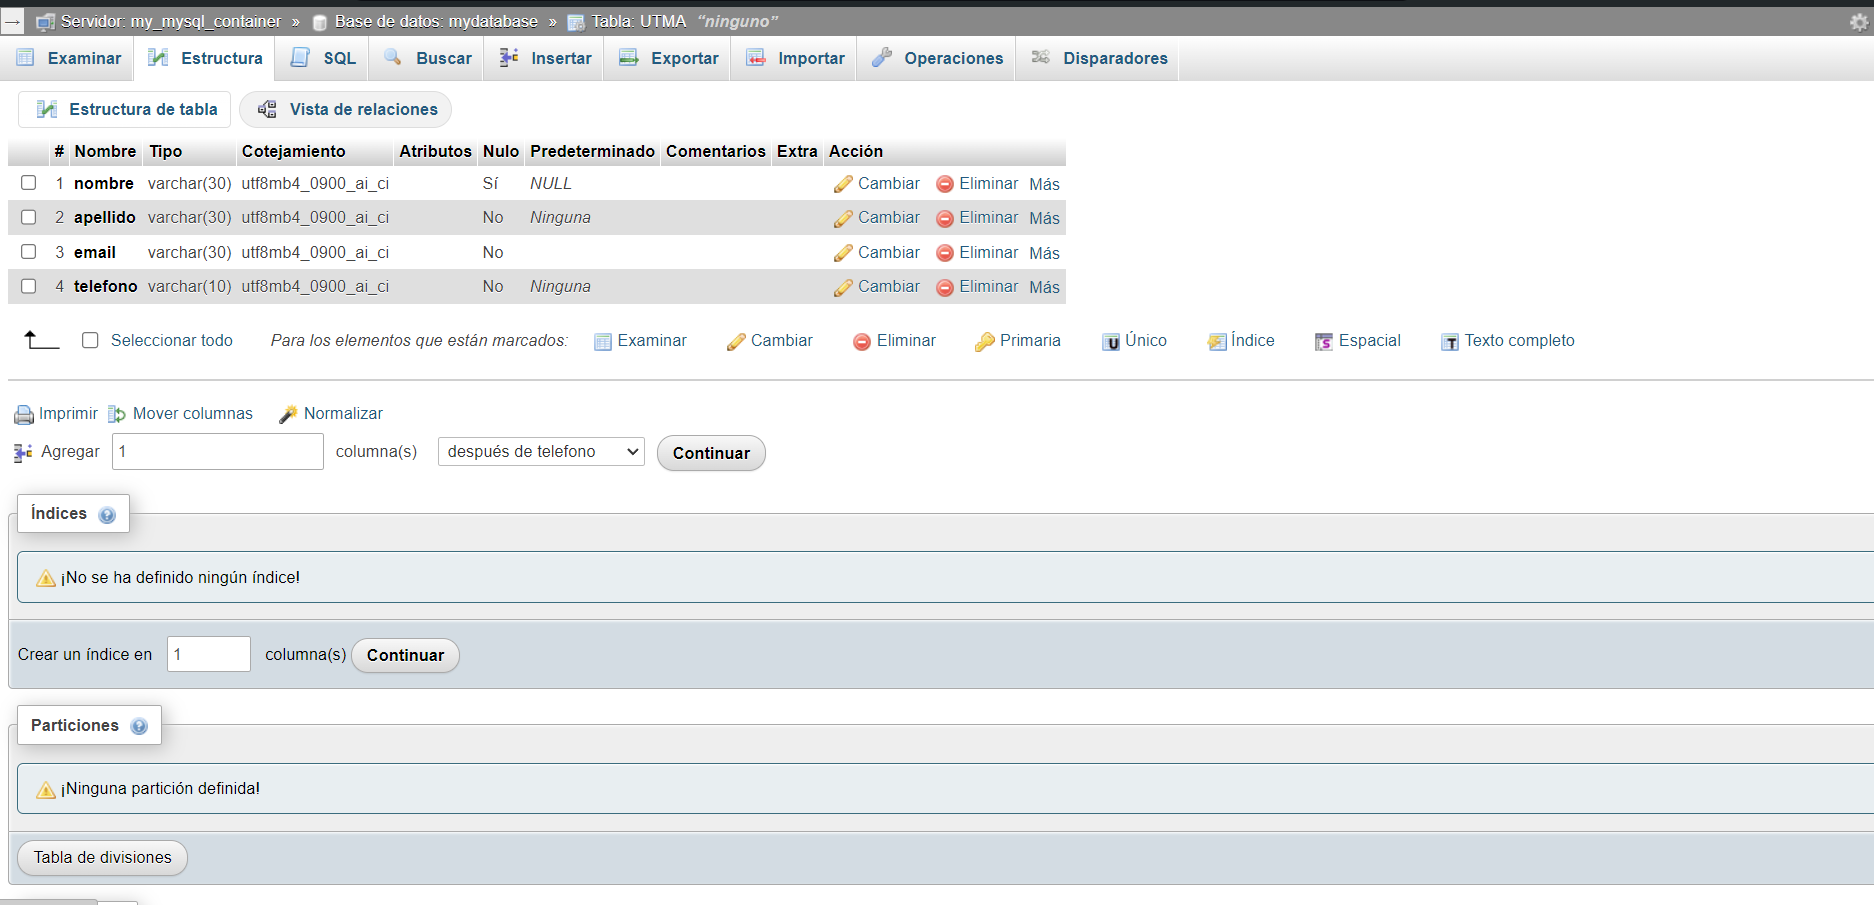 Servidor: my_mysql_container » Base de datos: mydatabase » Tabla: UTMA “ninguno”
Examinar Estructura SQL Buscar Insertar Exportar Importar Operaciones Disparadores
Estructura de tabla Vista de relaciones
# Nombre Tipo Cotejamiento Atributos Nulo Predeterminado Comentarios Extra Acción
1 nombre varchar(30) utf8mb4_0900_ai_ci Sí NULL Cambiar Eliminar Más
2 apellido varchar(30) utf8mb4_0900_ai_ci No Ninguna Cambiar Eliminar Más
3 email varchar(30) utf8mb4_0900_ai_ci No Cambiar Eliminar Más
4 telefono varchar(10) utf8mb4_0900_ai_ci No Ninguna Cambiar Eliminar Más
Seleccionar todo Para los elementos que están marcados: Examinar Cambiar Eliminar Primaria Único Índice Espacial Texto completo
Imprimir Mover columnas Normalizar
Agregar 1 columna(s) después de telefono Continuar
Índices
¡No se ha definido ningún índice!
Crear un índice en 1 columna(s) Continuar
Particiones
¡Ninguna partición definida!
Tabla de divisiones